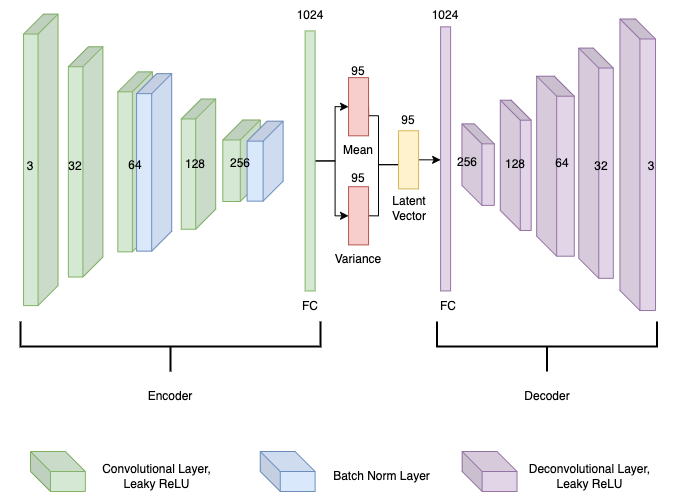 1024
1024
95
95
3
32
64
128
256
Mean
256
128
64
32
3
95
Latent
Vector
Variance
FC
FC
Encoder
Decoder
Convolutional Layer,
Leaky ReLU
Batch Norm Layer
Deconvolutional Layer,
Leaky ReLU
95